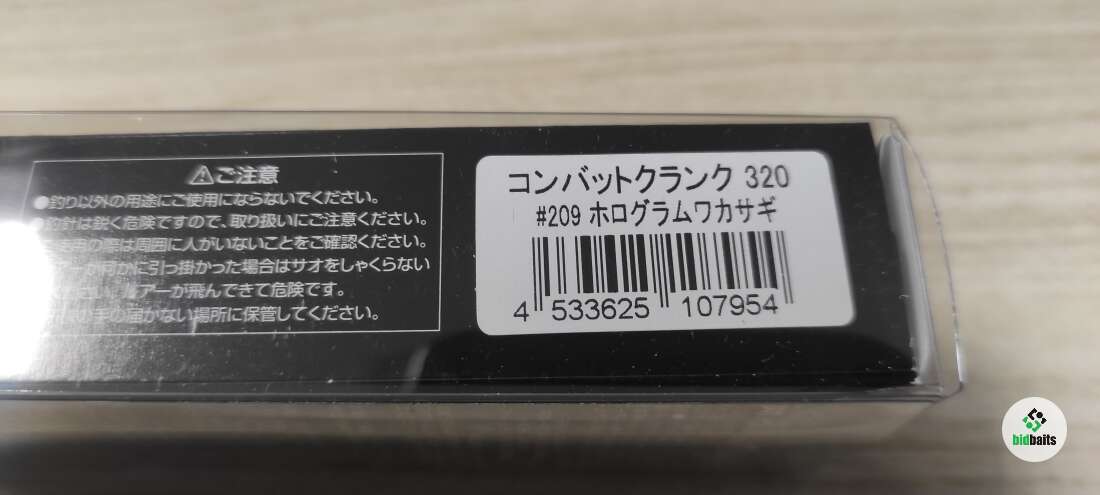 ⚠ご注意
●釣り以外の用途にご使用にならないでください。
釣針は鋭く危険ですので、取り扱いにご注意ください。
の際は周囲に人がいないことをご確認ください。
何かに引っ掛かった場合はサオをしゃくらない
ルアーが飛んできて危険です。
手の届かない場所に保管してください。
コンバットクランク 320
#209 ホログラムワカサギ
4 533625 107954
bidbaits